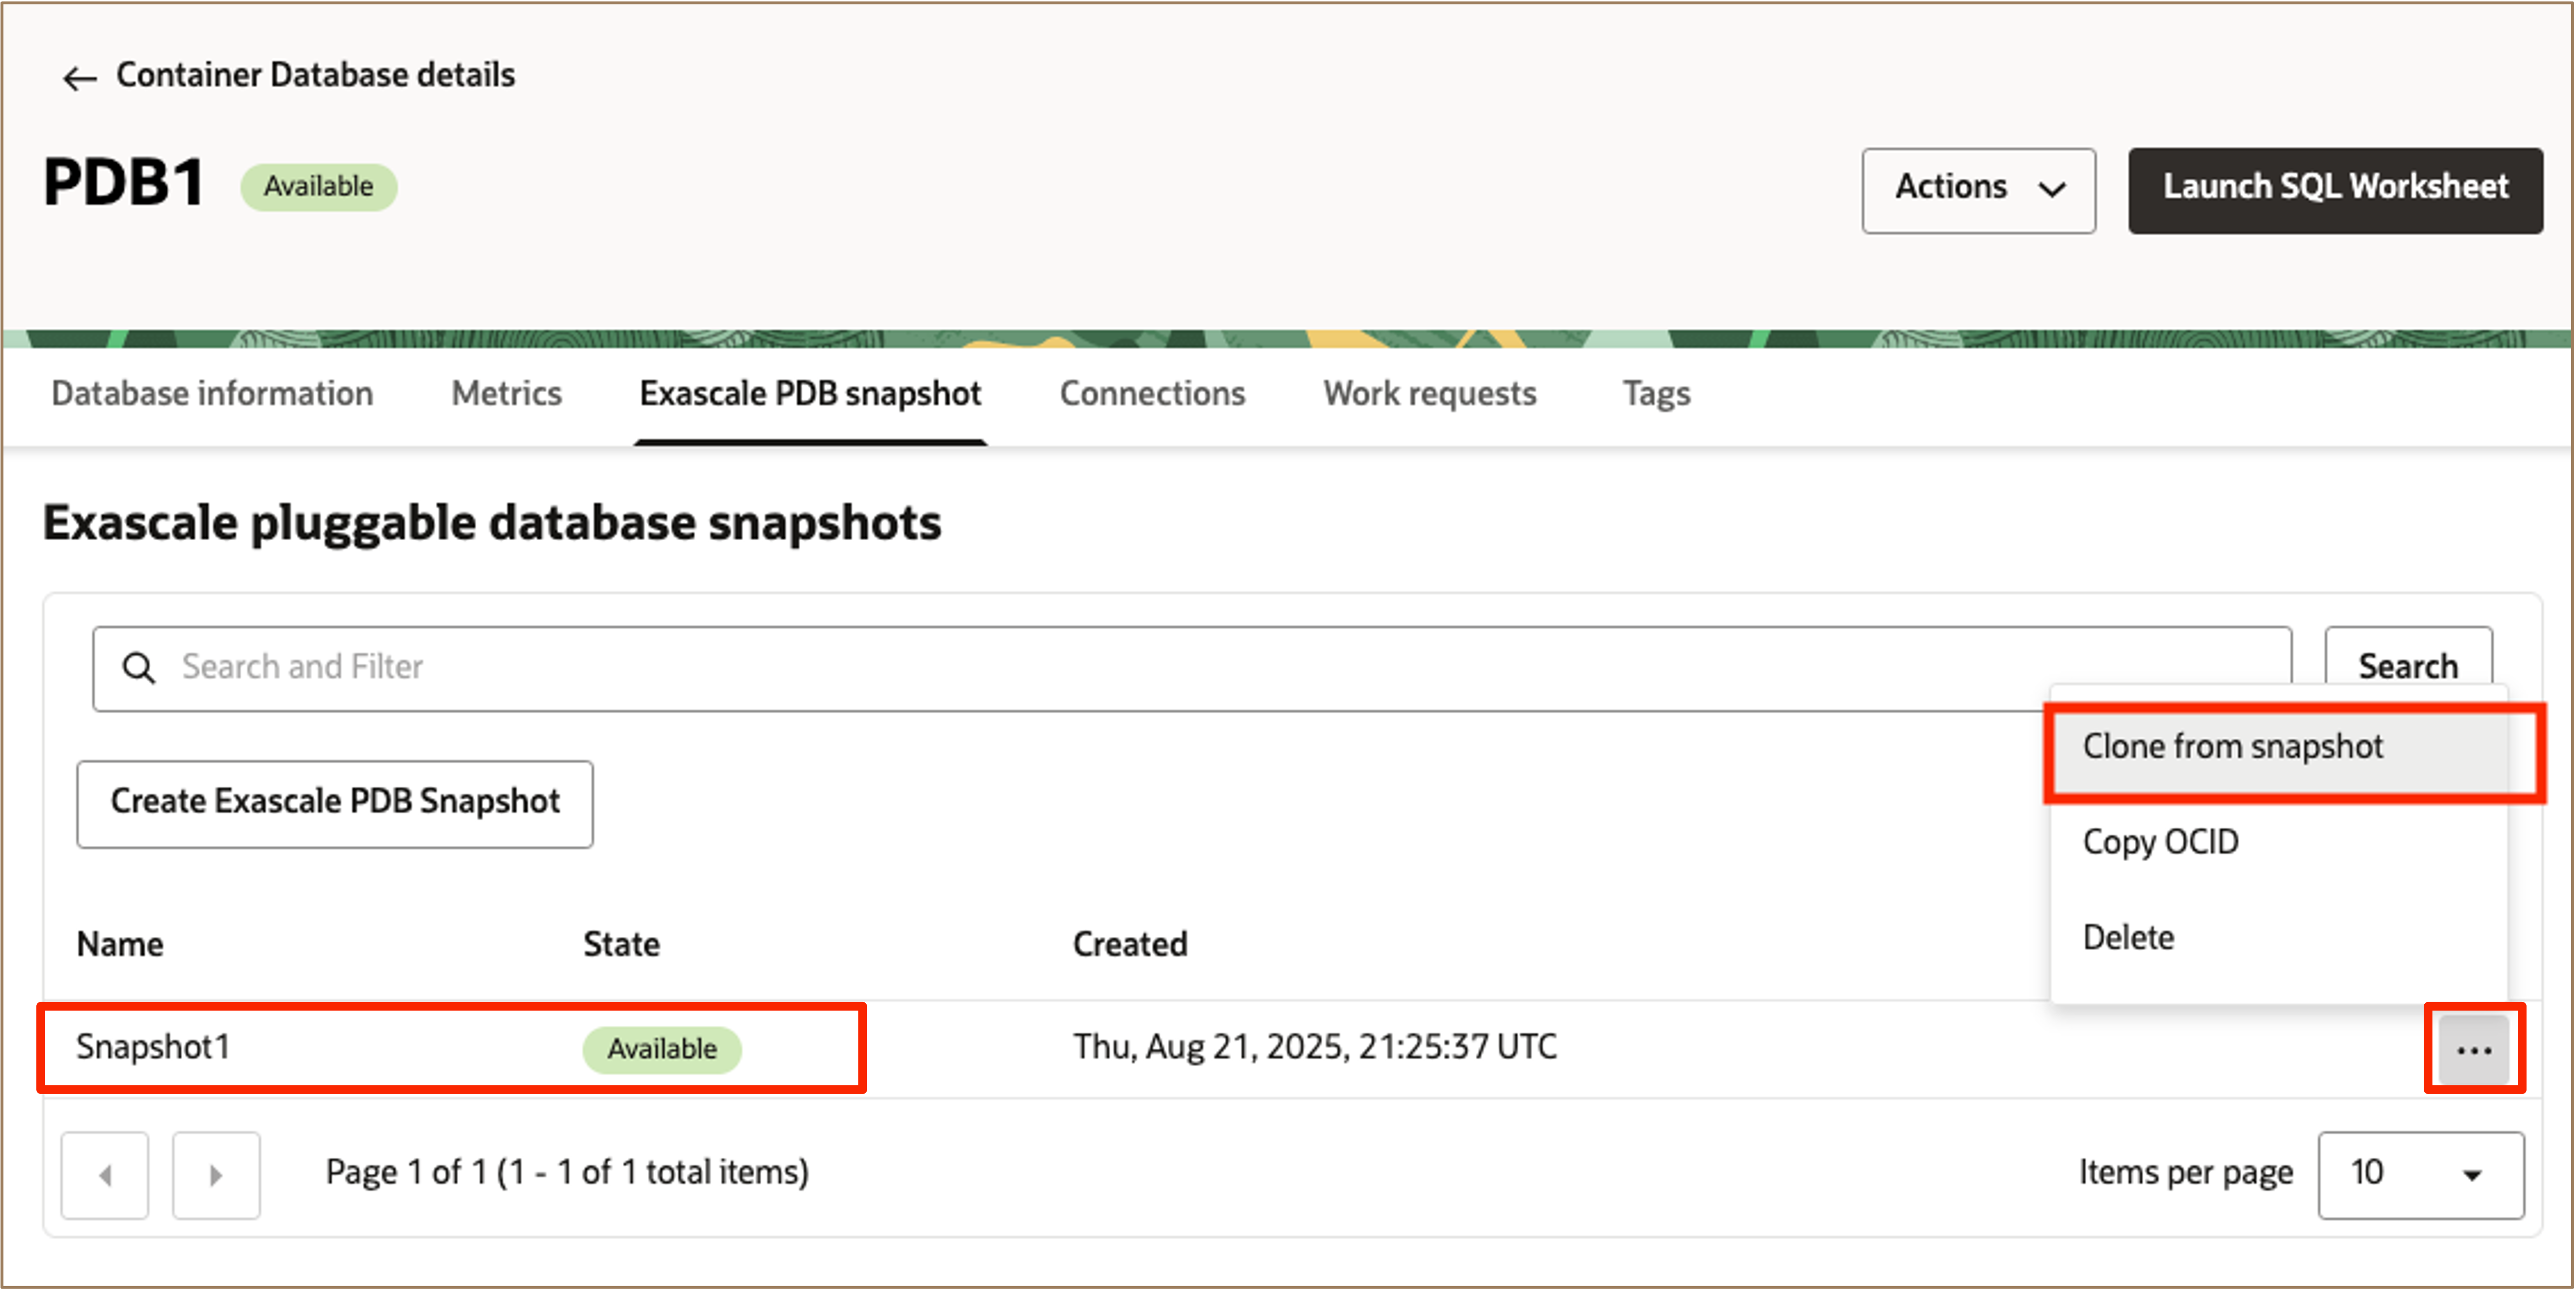 Container Database details
PDB1 Available
Actions Launch SQL Worksheet
Database information Metrics Exascale PDB snapshot Connections Work requests Tags
Exascale pluggable database snapshots
Search and Filter Search
Clone from snapshot
Create Exascale PDB Snapshot
Copy OCID
Delete
Name State Created
Snapshot1 Available Thu, Aug 21, 2025, 21:25:37 UTC ...
Page 1 of 1 (1 - 1 of 1 total items) Items per page 10